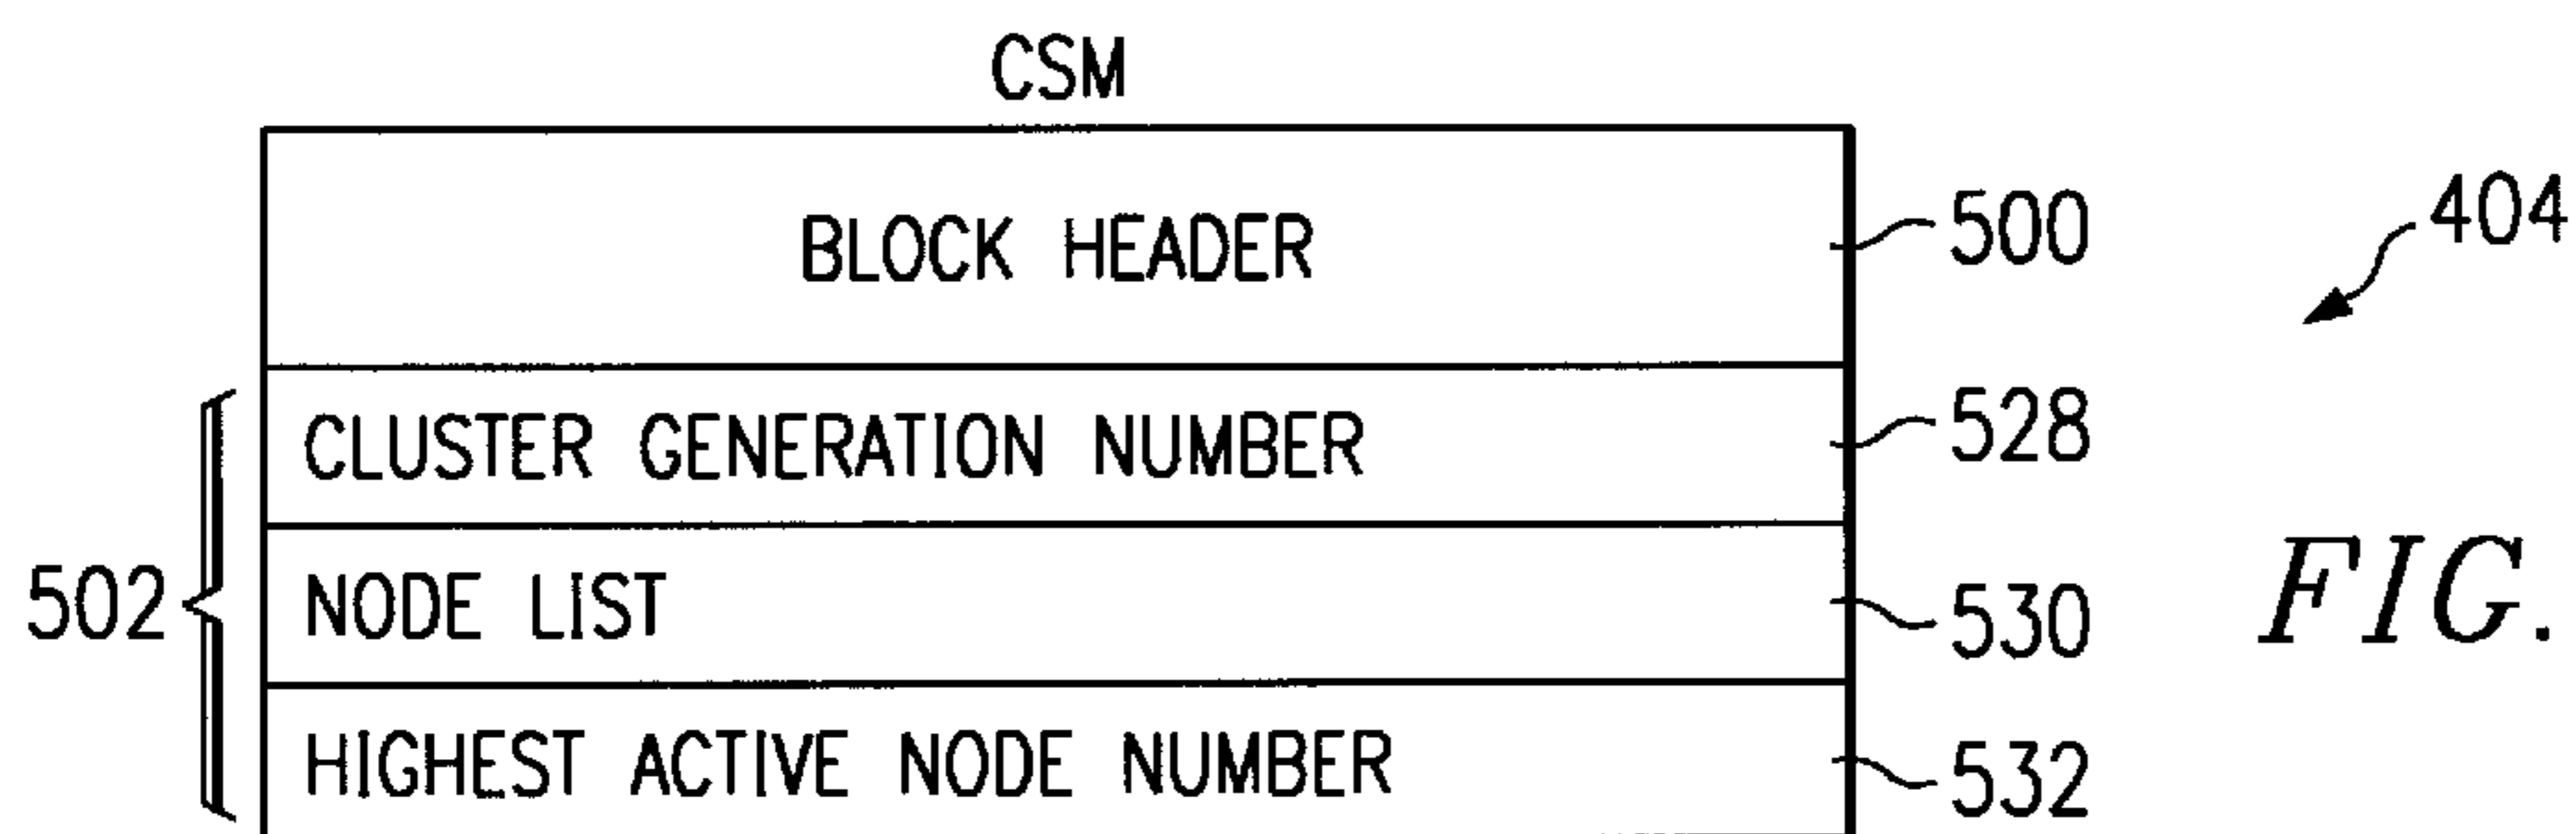 CSM
BLOCK HEADER
500
404
CLUSTER GENERATION NUMBER
528
502
NODE LIST
530
FIG.
HIGHEST ACTIVE NODE NUMBER
532